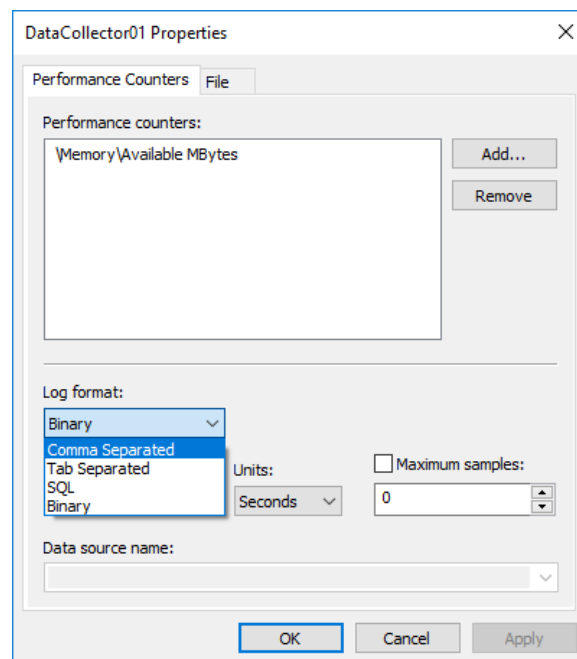 DataCollector01 Properties
Performance Counters File
Performance counters:
\Memory\Available MBytes
Add...
Remove
Log format:
Binary
Comma Separated
Tab Separated
SQL
Binary
Units:
Seconds
Maximum samples:
0
Data source name:
OK Cancel Apply